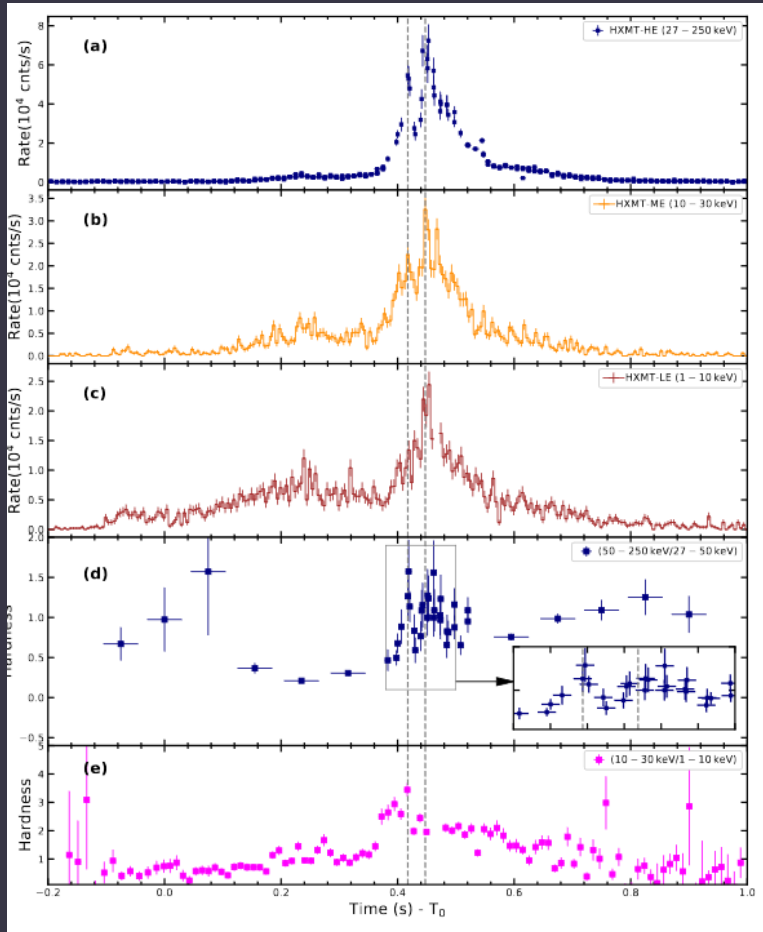 (a)
HXMT-HE (27 − 250 keV)
Rate(10⁴ cnts/s)
8
6
4
2
0
(b)
HXMT-ME (10 − 30 keV)
Rate(10⁴ cnts/s)
3.5
3.0
2.5
2.0
1.5
1.0
0.5
0.0
(c)
HXMT-LE (1 − 10 keV)
Rate(10⁴ cnts/s)
2.5
2.0
1.5
1.0
0.5
0.0
(d)
(50 − 250 keV/27 − 50 keV)
Hardness
2.0
1.5
1.0
0.5
0.0
−0.5
(e)
(10 − 30 keV/1 − 10 keV)
Hardness
5
4
3
2
1
−0.2 0.0 0.2 0.4 0.6 0.8 1.0
Time (s) - T₀